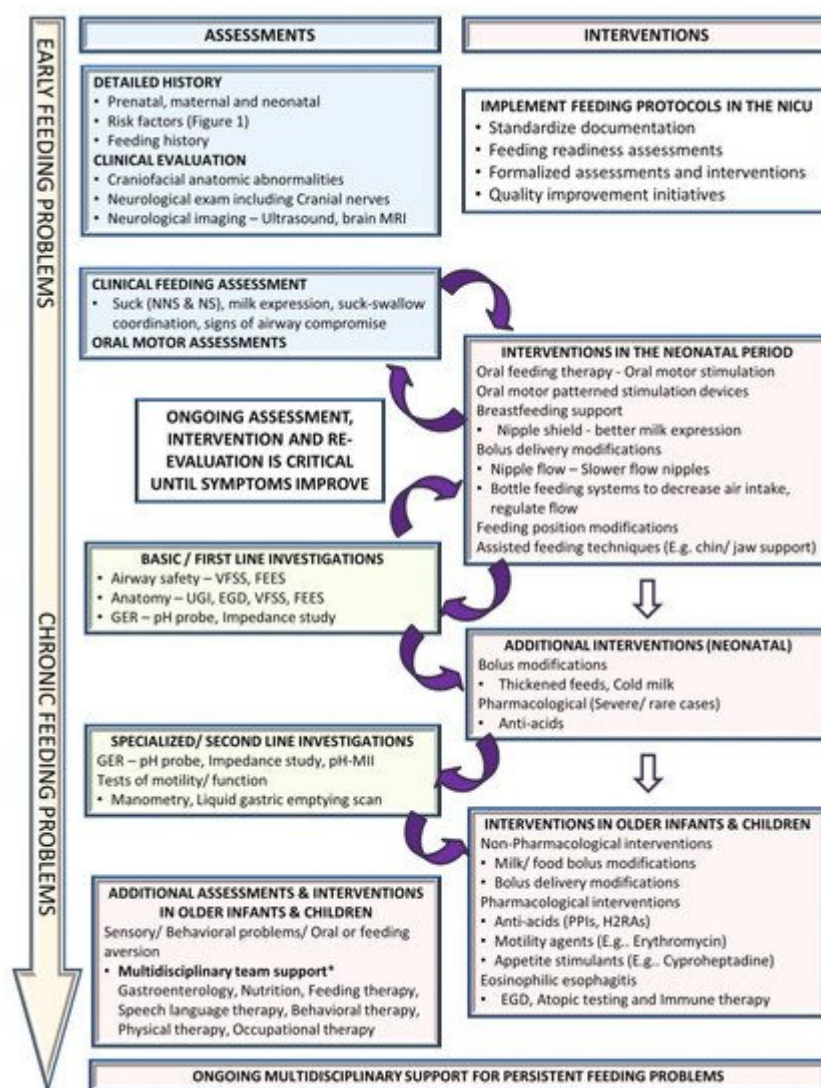 EARLY FEEDING PROBLEMS
CHRONIC FEEDING PROBLEMS
ASSESSMENTS
DETAILED HISTORY
• Prenatal, maternal and neonatal
• Risk factors (Figure 1)
• Feeding history
CLINICAL EVALUATION
• Craniofacial anatomic abnormalities
• Neurological exam including Cranial nerves
• Neurological imaging – Ultrasound, brain MRI
INTERVENTIONS
IMPLEMENT FEEDING PROTOCOLS IN THE NICU
• Standardize documentation
• Feeding readiness assessments
• Formalized assessments and interventions
• Quality improvement initiatives
CLINICAL FEEDING ASSESSMENT
• Suck (NNS & NS), milk expression, suck-swallow
coordination, signs of airway compromise
ORAL MOTOR ASSESSMENTS
INTERVENTIONS IN THE NEONATAL PERIOD
Oral feeding therapy - Oral motor stimulation
Oral motor patterned stimulation devices
Breastfeeding support
• Nipple shield - better milk expression
Bolus delivery modifications
• Nipple flow – Slower flow nipples
• Bottle feeding systems to decrease air intake,
regulate flow
Feeding position modifications
Assisted feeding techniques (E.g. chin/ jaw support)
ONGOING ASSESSMENT,
INTERVENTION AND RE-
EVALUATION IS CRITICAL
UNTIL SYMPTOMS IMPROVE
BASIC / FIRST LINE INVESTIGATIONS
• Airway safety – VFSS, FEES
• Anatomy – UGI, EGD, VFSS, FEES
• GER – pH probe, Impedance study
ADDITIONAL INTERVENTIONS (NEONATAL)
Bolus modifications
• Thickened feeds, Cold milk
Pharmacological (Severe/ rare cases)
• Anti-acids
SPECIALIZED/ SECOND LINE INVESTIGATIONS
GER – pH probe, Impedance study, pH-MII
Tests of motility/ function
• Manometry, Liquid gastric emptying scan
INTERVENTIONS IN OLDER INFANTS & CHILDREN
Non-Pharmacological interventions
• Milk/ food bolus modifications
• Bolus delivery modifications
Pharmacological interventions
• Anti-acids (PPIs, H2RAs)
• Motility agents (E.g.. Erythromycin)
• Appetite stimulants (E.g.. Cyproheptadine)
Eosinophilic esophagitis
• EGD, Atopic testing and Immune therapy
ADDITIONAL ASSESSMENTS & INTERVENTIONS
IN OLDER INFANTS & CHILDREN
Sensory/ Behavioral problems/ Oral or feeding
aversion
• Multidisciplinary team support*
Gastroenterology, Nutrition, Feeding therapy,
Speech language therapy, Behavioral therapy,
Physical therapy, Occupational therapy
ONGOING MULTIDISCIPLINARY SUPPORT FOR PERSISTENT FEEDING PROBLEMS